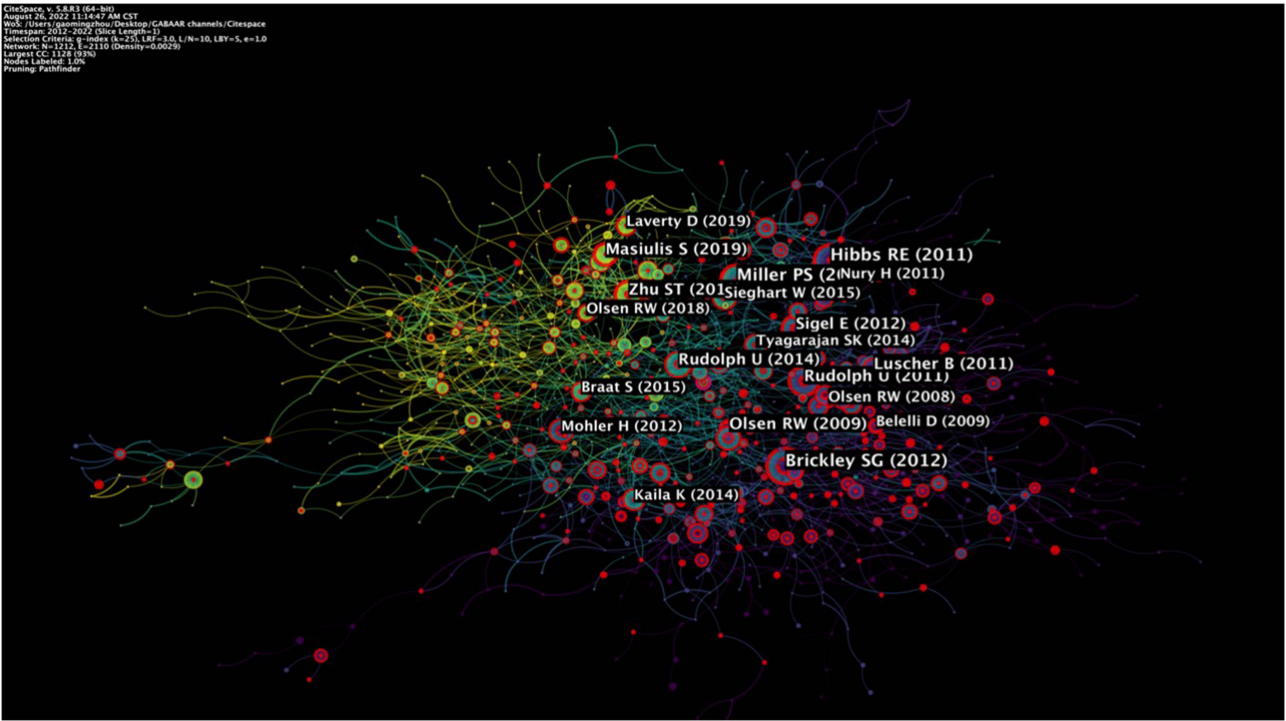 CiteSpace, v. 5.8.R3 (64-bit)
August 26, 2022 11:14:47 AM CST
WoS: /Users/gaomingzhou/Desktop/GABAAR channels/Citespace
Timespan: 2012-2022 (Slice Length=1)
Selection Criteria: g-index (k=25), LRF=3.0, L/N=10, LBY=5, e=1.0
Network: N=1212, E=2110 (Density=0.0029)
Largest CC: 1128 (93%)
Nodes Labeled: 1.0%
Pruning: Pathfinder
Laverty D (2019)
Masiulis S (2019)
Hibbs RE (2011)
Miller PS
Nury H (2011)
Zhu ST
Sieghart W (2015)
Olsen RW (2018)
Sigel E (2012)
Tyagarajan SK (2014)
Rudolph U (2014)
Luscher B (2011)
Rudolph U (2011)
Braat S (2015)
Olsen RW (2008)
Mohler H (2012)
Olsen RW (2009)
Belelli D (2009)
Brickley SG (2012)
Kaila K (2014)